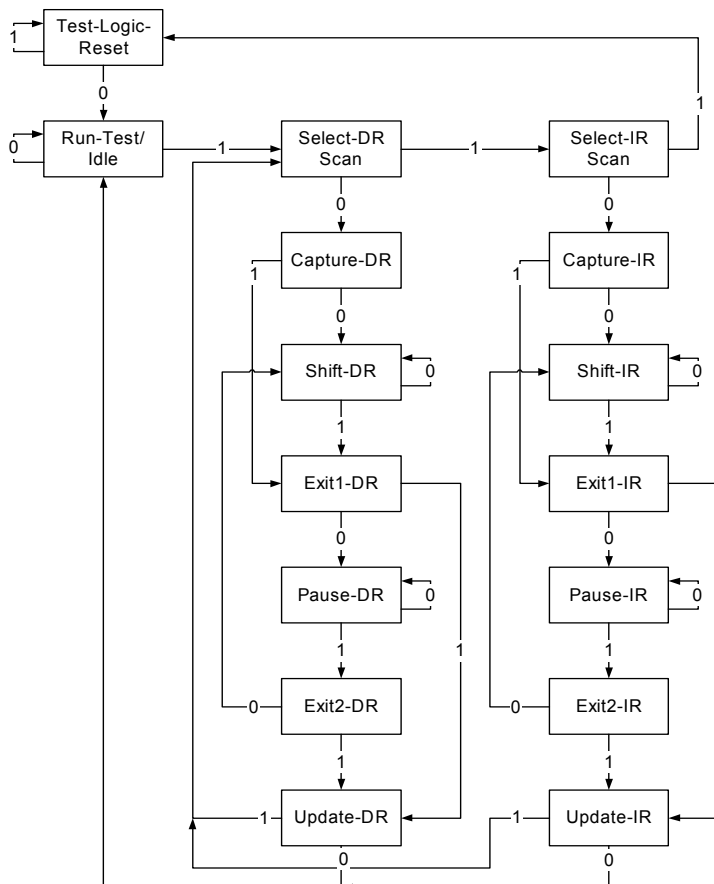 Test-Logic-
Reset
1
1
0
Run-Test/
Idle
0
1
Select-DR
Scan
1
Select-IR
Scan
0
0
Capture-DR
Capture-IR
1
1
0
0
Shift-DR
0
Shift-IR
0
1
1
Exit1-DR
Exit1-IR
0
0
Pause-DR
0
Pause-IR
0
1
1
1
Exit2-DR
0
Exit2-IR
0
1
1
Update-DR
1
Update-IR
1
0
0